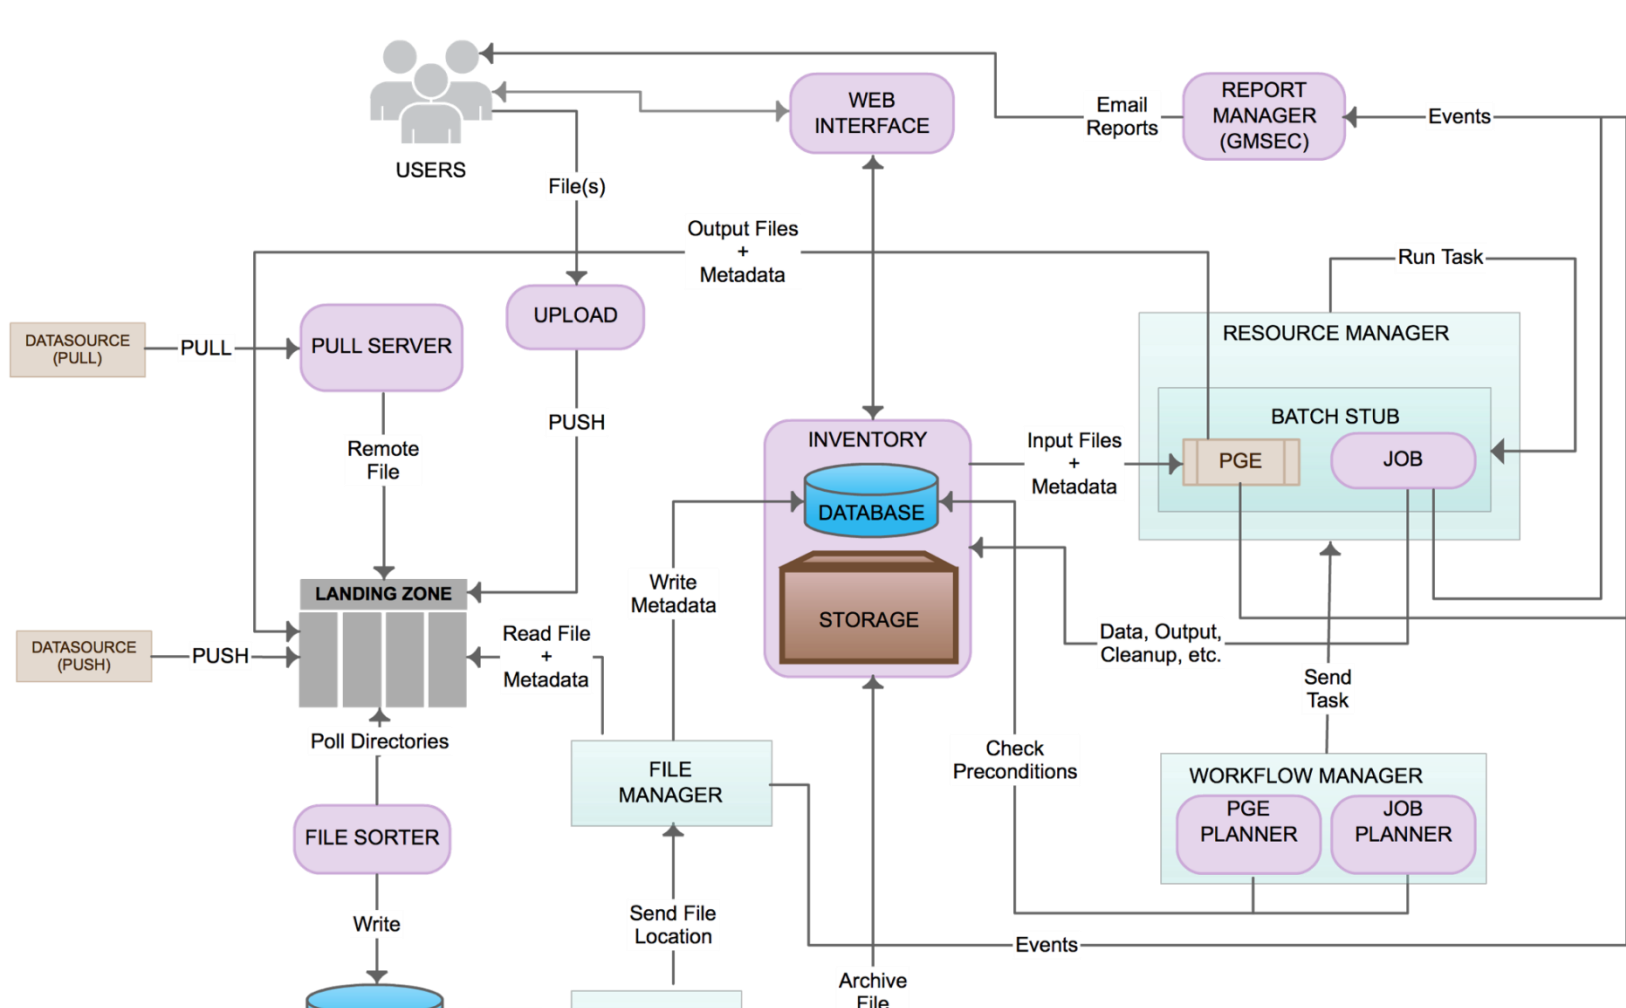 USERS
WEB
INTERFACE
Email
Reports
REPORT
MANAGER
(GMSEC)
Events
File(s)
Output Files
+
Metadata
Run Task
DATASOURCE
(PULL)
PULL
PULL SERVER
UPLOAD
RESOURCE MANAGER
BATCH STUB
PGE
JOB
Remote
File
PUSH
INVENTORY
DATABASE
STORAGE
Input Files
+
Metadata
LANDING ZONE
Write
Metadata
DATASOURCE
(PUSH)
PUSH
Read File
+
Metadata
Data, Output,
Cleanup, etc.
Send
Task
Poll Directories
FILE
MANAGER
Check
Preconditions
WORKFLOW MANAGER
PGE
PLANNER
JOB
PLANNER
FILE SORTER
Write
Send File
Location
Events
Archive
File